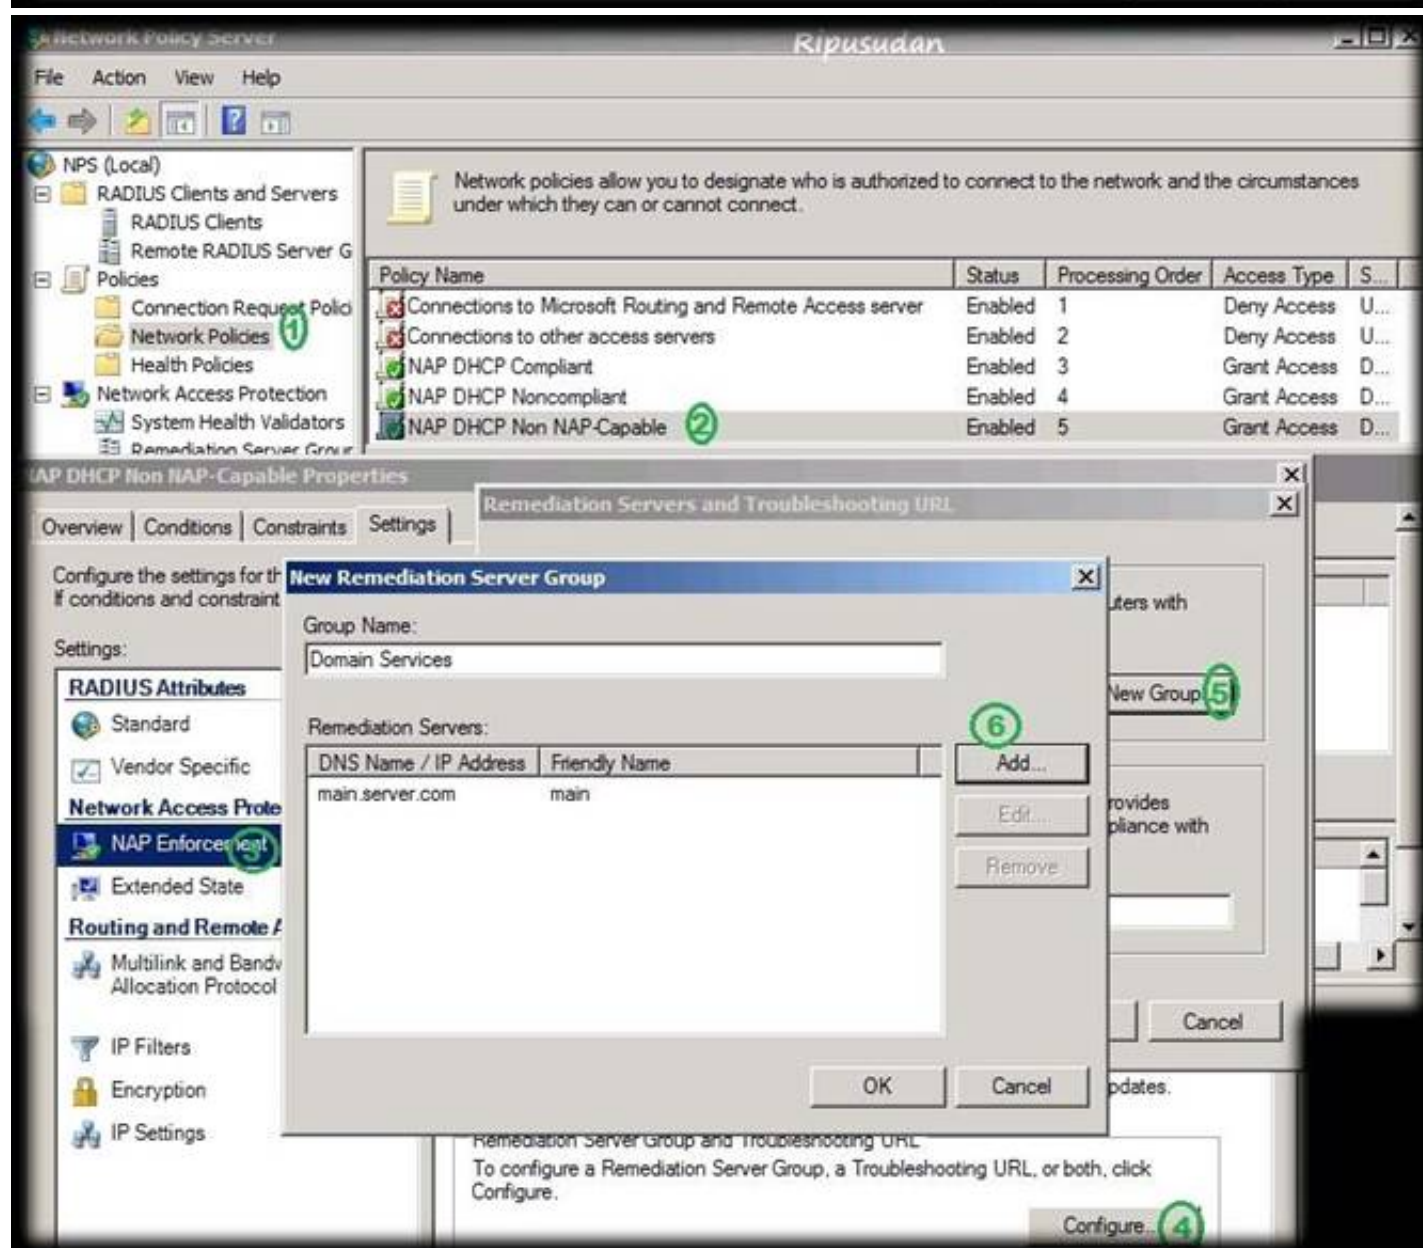 Network Policy Server
Ripusudan
File Action View Help
NPS (Local)
RADIUS Clients and Servers
RADIUS Clients
Remote RADIUS Server G
Policies
Connection Request Polici
Network Policies
1
Health Policies
Network Access Protection
System Health Validators
Remediation Server Group
Network policies allow you to designate who is authorized to connect to the network and the circumstances
under which they can or cannot connect.
Policy Name Status Processing Order Access Type S...
Connections to Microsoft Routing and Remote Access server Enabled 1 Deny Access U...
Connections to other access servers Enabled 2 Deny Access U...
NAP DHCP Compliant Enabled 3 Grant Access D...
NAP DHCP Noncompliant Enabled 4 Grant Access D...
NAP DHCP Non NAP-Capable 2 Enabled 5 Grant Access D...
NAP DHCP Non NAP-Capable Properties
Overview Conditions Constraints Settings
Configure the settings for th
If conditions and constraint
Settings:
RADIUS Attributes
Standard
Vendor Specific
Network Access Prote
NAP Enforcement
3
Extended State
Routing and Remote A
Multilink and Bandw
Allocation Protocol
IP Filters
Encryption
IP Settings
Remediation Servers and Troubleshooting URL
uters with
New Group
5
rovides
pliance with
Cancel
New Remediation Server Group
Group Name:
Domain Services
Remediation Servers:
6
DNS Name / IP Address Friendly Name
main.server.com main
Add...
Edit...
Remove
OK Cancel
pdates.
Remediation Server Group and Troubleshooting URL
To configure a Remediation Server Group, a Troubleshooting URL, or both, click
Configure.
Configure... 4